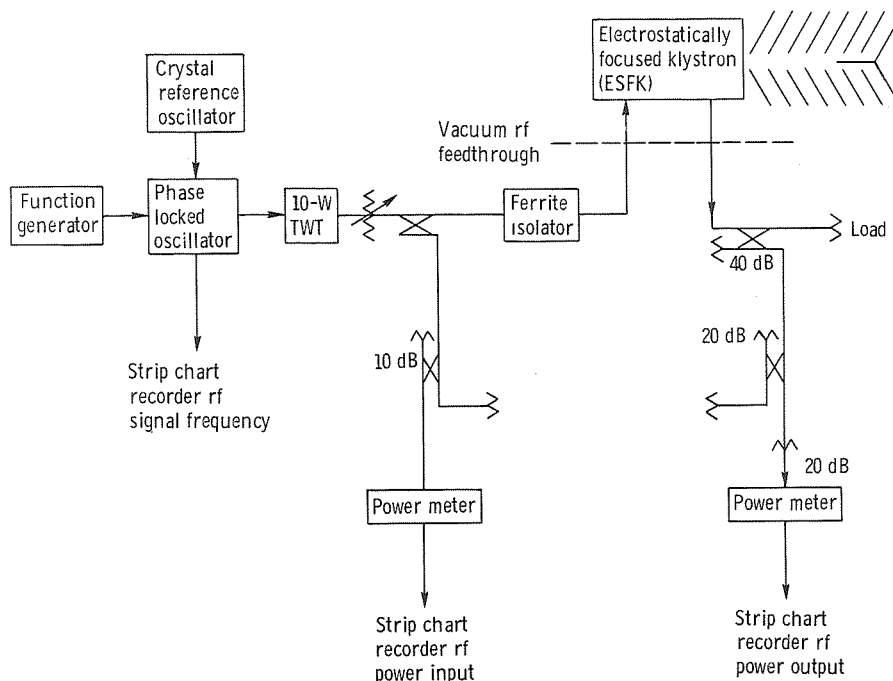 Crystal
reference
oscillator
Electrostatically
focused klystron
(ESFK)
Vacuum rf
feedthrough
Function
generator
Phase
locked
oscillator
10-W
TWT
Ferrite
isolator
Load
40 dB
10 dB
20 dB
20 dB
Strip chart
recorder rf
signal frequency
Power meter
Power meter
Strip chart
recorder rf
power input
Strip chart
recorder rf
power output